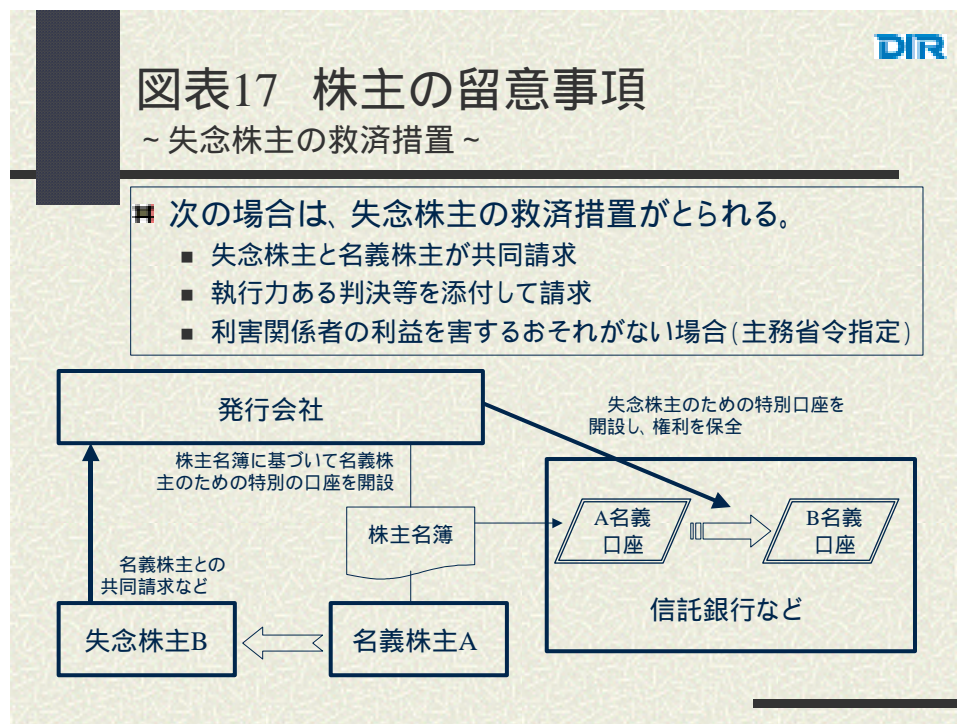 DIR
図表17 株主の留意事項
~失念株主の救済措置~
次の場合は、失念株主の救済措置がとられる。
失念株主と名義株主が共同請求
執行力ある判決等を添付して請求
利害関係者の利益を害するおそれがない場合(主務省令指定)
発行会社
失念株主のための特別口座を
開設し、権利を保全
株主名簿に基づいて名義株
主のための特別の口座を開設
株主名簿
A名義
口座
B名義
口座
名義株主との
共同請求など
信託銀行など
失念株主B
名義株主A